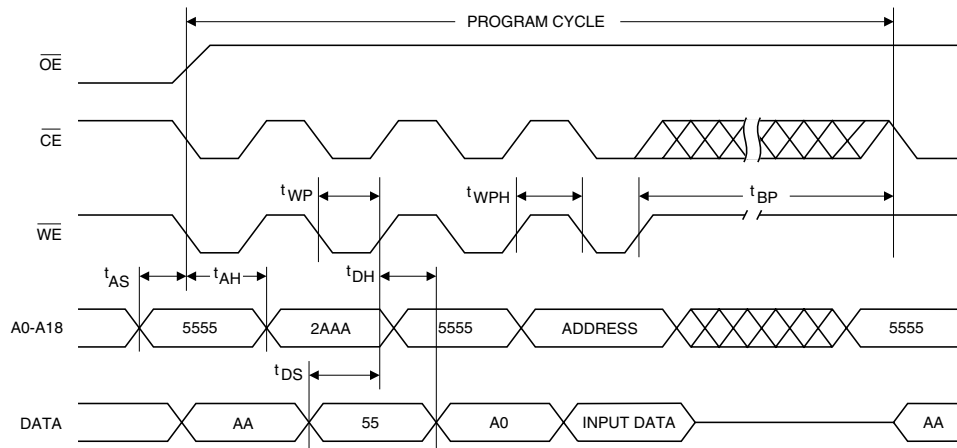 PROGRAM CYCLE
OE
CE
tWP
tWPH
tBP
WE
tAS
tAH
tDH
A0-A18
5555
2AAA
5555
ADDRESS
5555
tDS
DATA
AA
55
A0
INPUT DATA
AA